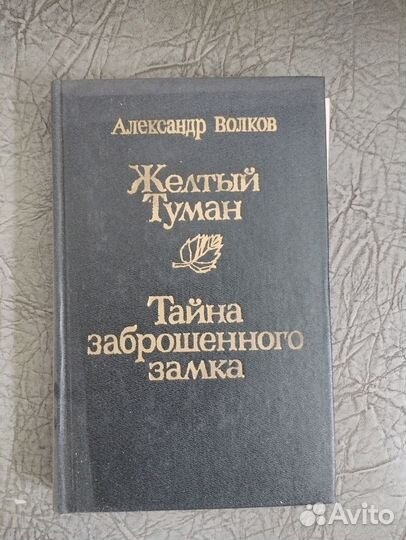 Александр Волков
Желтый
Туман
Тайна
заброшенного
замка
Avito